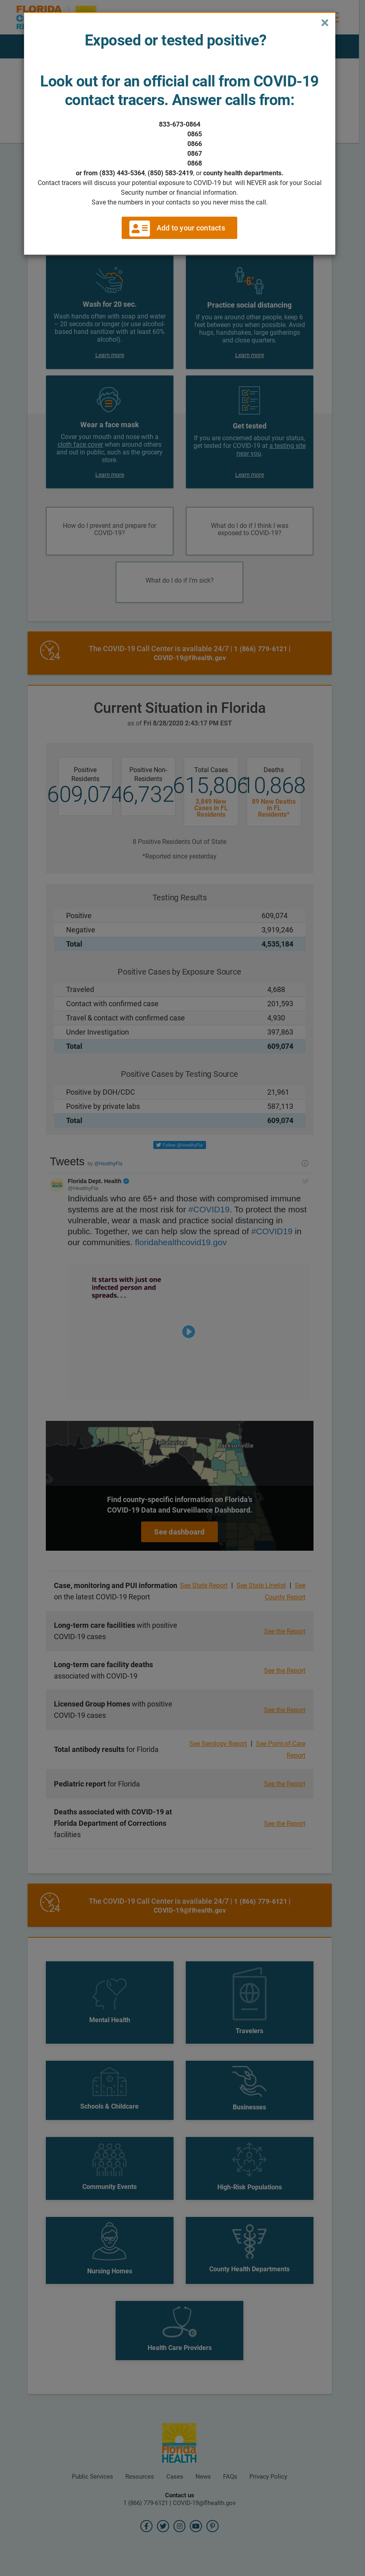 FLORIDA
×
Exposed or tested positive?
Look out for an official call from COVID-19
contact tracers. Answer calls from:
833-673-0864
0865
0866
0867
0868
or from (833) 443-5364, (850) 583-2419, or county health departments.
Contact tracers will discuss your potential exposure to COVID-19 but will NEVER ask for your Social
Security number or financial information.
Save the numbers in your contacts so you never miss the call.
Add to your contacts
Wash for 20 sec.
Wash hands often with soap and water
– 20 seconds or longer (or use alcohol-
based hand sanitizer with at least 60%
alcohol).
Learn more
6'
Practice social distancing
If you are around other people, keep 6
feet between you when possible. Avoid
hugs, handshakes, large gatherings
and close quarters.
Learn more
Wear a face mask
Cover your mouth and nose with a
cloth face cover when around others
and out in public, such as the grocery
store.
Learn more
Get tested
If you are concerned about your status,
get tested for COVID-19 at a testing site
near you.
Learn more
How do I prevent and prepare for
COVID-19?
What do I do if I think I was
exposed to COVID-19?
What do I do if I'm sick?
24
The COVID-19 Call Center is available 24/7 | 1 (866) 779-6121 |
COVID-19@flhealth.gov
Current Situation in Florida
as of Fri 8/28/2020 2:43:17 PM EST
Positive
Residents
609,074
Positive Non-
Residents
6,732
Total Cases
615,806
3,849 New
Cases in FL
Residents
Deaths
10,868
89 New Deaths
in FL
Residents*
8 Positive Residents Out of State
*Reported since yesterday
Testing Results
Positive 609,074
Negative 3,919,246
Total 4,535,184
Positive Cases by Exposure Source
Traveled 4,688
Contact with confirmed case 201,593
Travel & contact with confirmed case 4,930
Under Investigation 397,863
Total 609,074
Positive Cases by Testing Source
Positive by DOH/CDC 21,961
Positive by private labs 587,113
Total 609,074
Follow @HealthyFla
Tweets by @HealthyFla
Florida Dept. Health
@HealthyFla
Individuals who are 65+ and those with compromised immune
systems are at the most risk for #COVID19. To protect the most
vulnerable, wear a mask and practice social distancing in
public. Together, we can help slow the spread of #COVID19 in
our communities. floridahealthcovid19.gov
It starts with just one
infected person and
spreads. . .
Jacksonville
Find county-specific information on Florida's
COVID-19 Data and Surveillance Dashboard.
See dashboard
Case, monitoring and PUI information
on the latest COVID-19 Report
See State Report | See State Linelist | See
County Report
Long-term care facilities with positive
COVID-19 cases
See the Report
Long-term care facility deaths
associated with COVID-19
See the Report
Licensed Group Homes with positive
COVID-19 cases
See the Report
Total antibody results for Florida
See Serology Report | See Point-of-Care
Report
Pediatric report for Florida
See the Report
Deaths associated with COVID-19 at
Florida Department of Corrections
facilities
See the Report
24
The COVID-19 Call Center is available 24/7 | 1 (866) 779-6121 |
COVID-19@flhealth.gov
Mental Health
Travelers
Schools & Childcare
Businesses
Community Events
High-Risk Populations
Nursing Homes
County Health Departments
Health Care Providers
Florida
HEALTH
Public Services
Resources
Cases
News
FAQs
Privacy Policy
Contact us
1 (866) 779-6121 | COVID-19@flhealth.gov